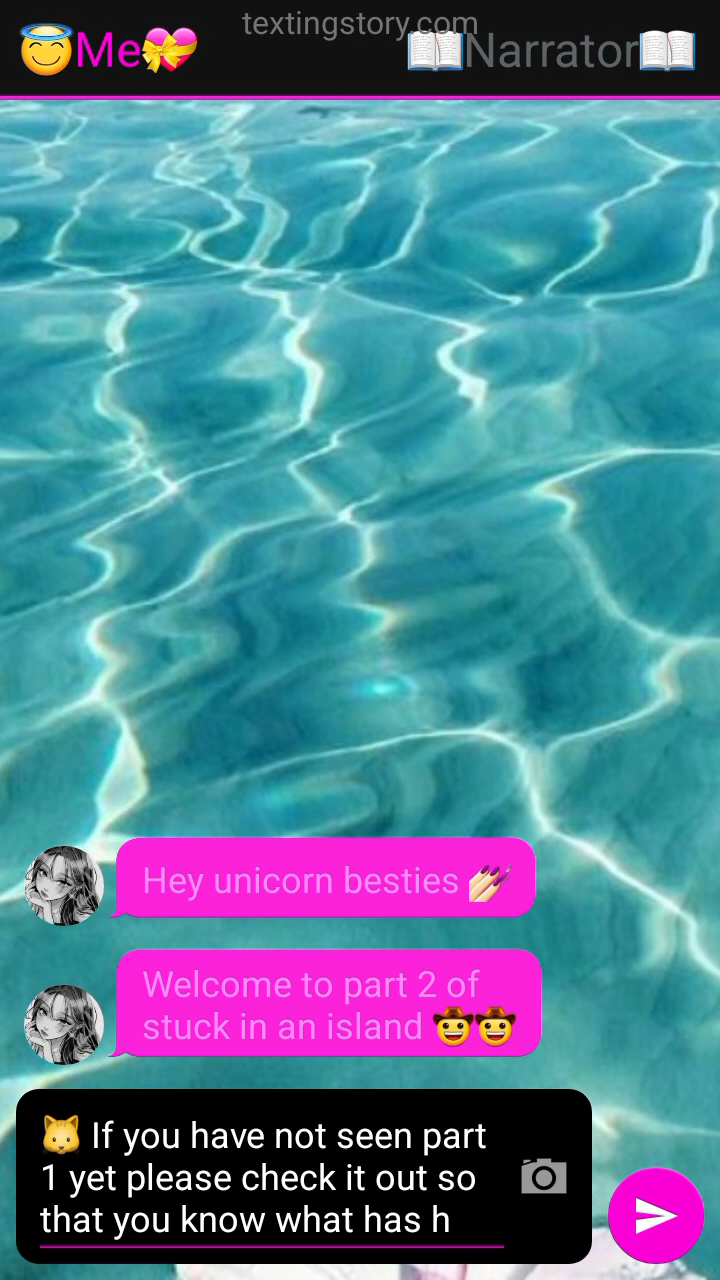 textingstory.com
😇Me💝
📖Narrator📖
Hey unicorn besties 💅🏻
Welcome to part 2 of
stuck in an island 🤠🤠
🐱 If you have not seen part
1 yet please check it out so
that you know what has h